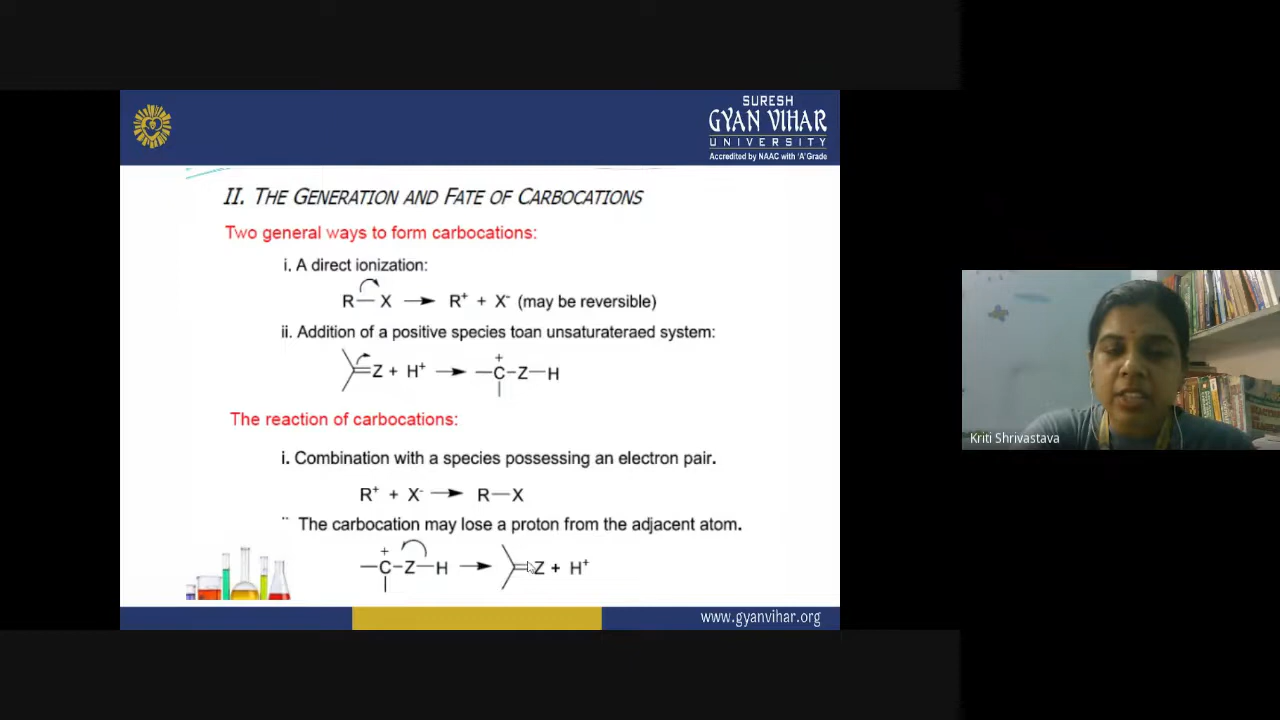 SURESH
GYAN VIHAR
UNIVERSITY
Accredited by NAAC with 'A' Grade
II. THE GENERATION AND FATE OF CARBOCATIONS
Two general ways to form carbocations:
i. A direct ionization:
R—X → R⁺ + X⁻ (may be reversible)
ii. Addition of a positive species toan unsaturateraed system:
=Z + H⁺ → —C⁺–Z—H
The reaction of carbocations:
i. Combination with a species possessing an electron pair.
R⁺ + X⁻ → R—X
The carbocation may lose a proton from the adjacent atom.
—C⁺–Z—H → =Z + H⁺
www.gyanvihar.org
Kriti Shrivastava